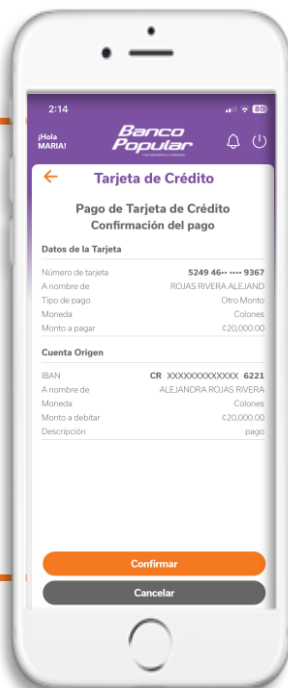 2:14
80
¡Hola
MARIA!
Banco
Popular
Tarjeta de Crédito
Pago de Tarjeta de Crédito
Confirmación del pago
Datos de la Tarjeta
Número de tarjeta 5249 46•• •••• 9367
A nombre de ROJAS RIVERA ALEJAND
Tipo de pago Otro Monto
Moneda Colones
Monto a pagar ¢20,000.00
Cuenta Origen
IBAN CR XXXXXXXXXXXXX 6221
A nombre de ALEJANDRA ROJAS RIVERA
Moneda Colones
Monto a debitar ¢20,000.00
Descripción pago
Confirmar
Cancelar